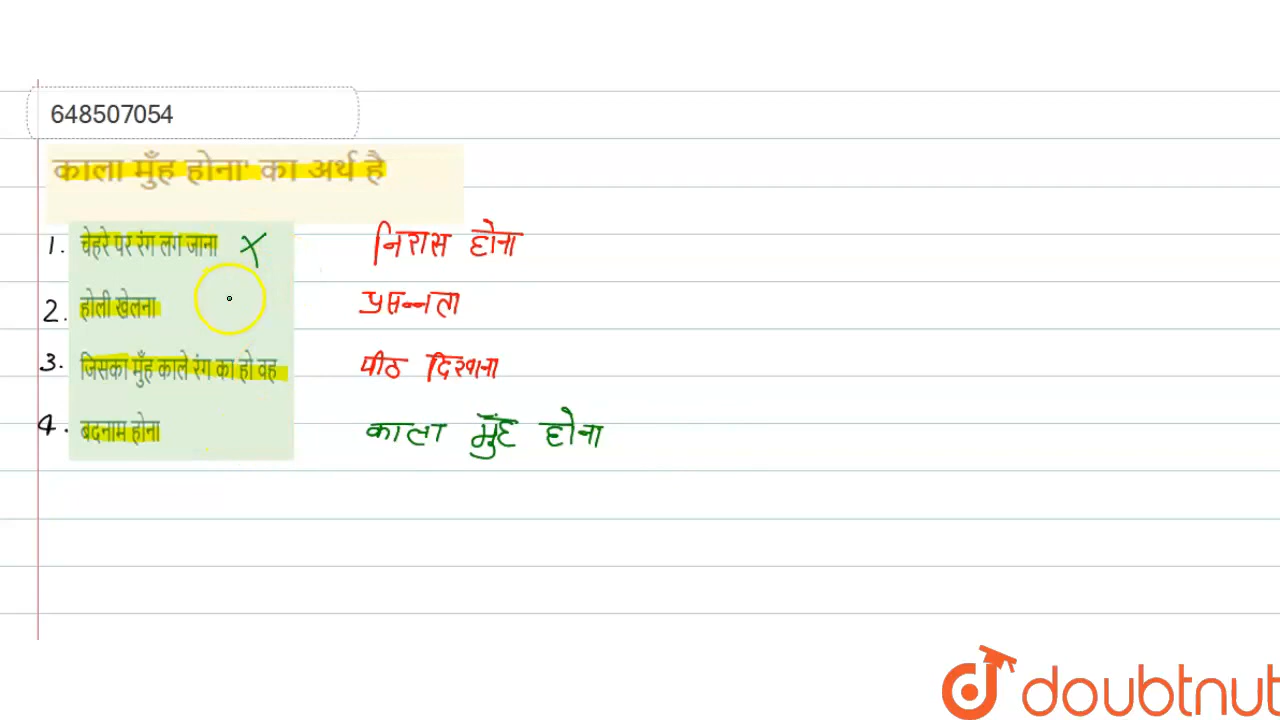 648507054
काला मुँह होना' का अर्थ है
1. चेहरे पर रंग लग जाना X निरास होना
2. होली खेलना प्रसन्नता
3. जिसका मुँह काले रंग का हो वह पीठ दिखाना
4. बदनाम होना काला मुँह होना
doubtnut